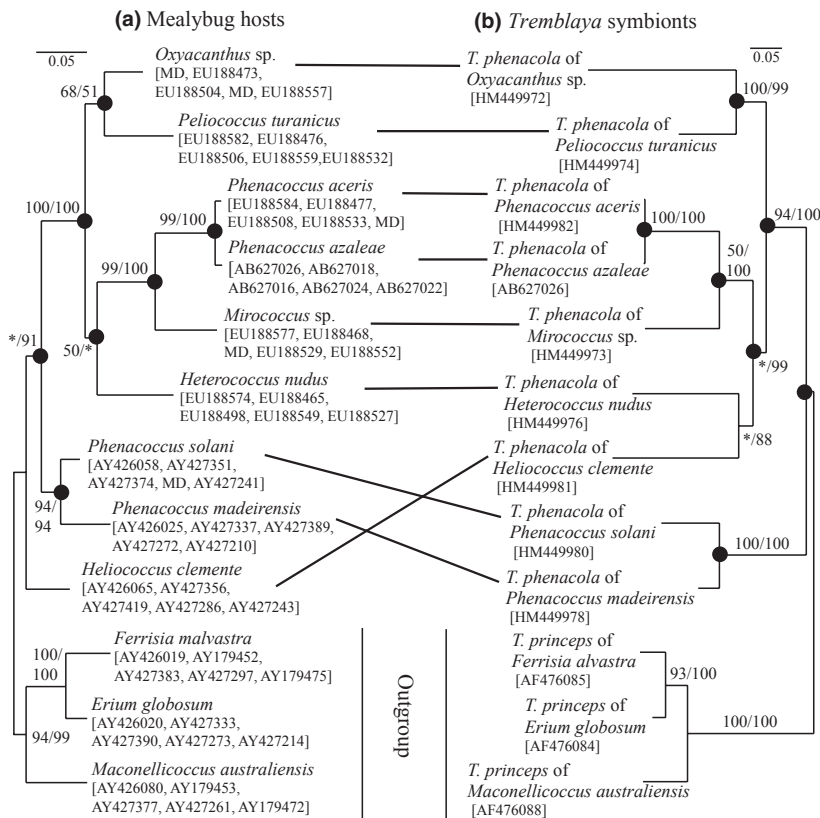 (a) Mealybug hosts
(b) Tremblaya symbionts
0.05
0.05
Oxyacanthus sp.
[MD, EU188473,
EU188504, MD, EU188557]
Peliococcus turanicus
[EU188582, EU188476,
EU188506, EU188559,EU188532]
Phenacoccus aceris
[EU188584, EU188477,
EU188508, EU188533, MD]
Phenacoccus azaleae
[AB627026, AB627018,
AB627016, AB627024, AB627022]
Mirococcus sp.
[EU188577, EU188468,
MD, EU188529, EU188552]
Heterococcus nudus
[EU188574, EU188465,
EU188498, EU188549, EU188527]
Phenacoccus solani
[AY426058, AY427351,
AY427374, MD, AY427241]
Phenacoccus madeirensis
[AY426025, AY427337, AY427389,
AY427272, AY427210]
Heliococcus clemente
[AY426065, AY427356,
AY427419, AY427286, AY427243]
Ferrisia malvastra
[AY426019, AY179452,
AY427383, AY427297, AY179475]
Erium globosum
[AY426020, AY427333,
AY427390, AY427273, AY427214]
Maconellicoccus australiensis
[AY426080, AY179453,
AY427377, AY427261, AY179472]
68/51
100/100
99/100
99/100
50/*
*/91
94/
94
100/
100
94/99
Outgroup
T. phenacola of
Oxyacanthus sp.
[HM449972]
T. phenacola of
Peliococcus turanicus
[HM449974]
T. phenacola of
Phenacoccus aceris
[HM449982]
T. phenacola of
Phenacoccus azaleae
[AB627026]
T. phenacola of
Mirococcus sp.
[HM449973]
T. phenacola of
Heterococcus nudus
[HM449976]
T. phenacola of
Heliococcus clemente
[HM449981]
T. phenacola of
Phenacoccus solani
[HM449980]
T. phenacola of
Phenacoccus madeirensis
[HM449978]
T. princeps of
Ferrisia alvastra
[AF476085]
T. princeps of
Erium globosum
[AF476084]
T. princeps of
Maconellicoccus australiensis
[AF476088]
100/99
94/100
100/100
50/
100
*/99
*/88
100/100
93/100
100/100